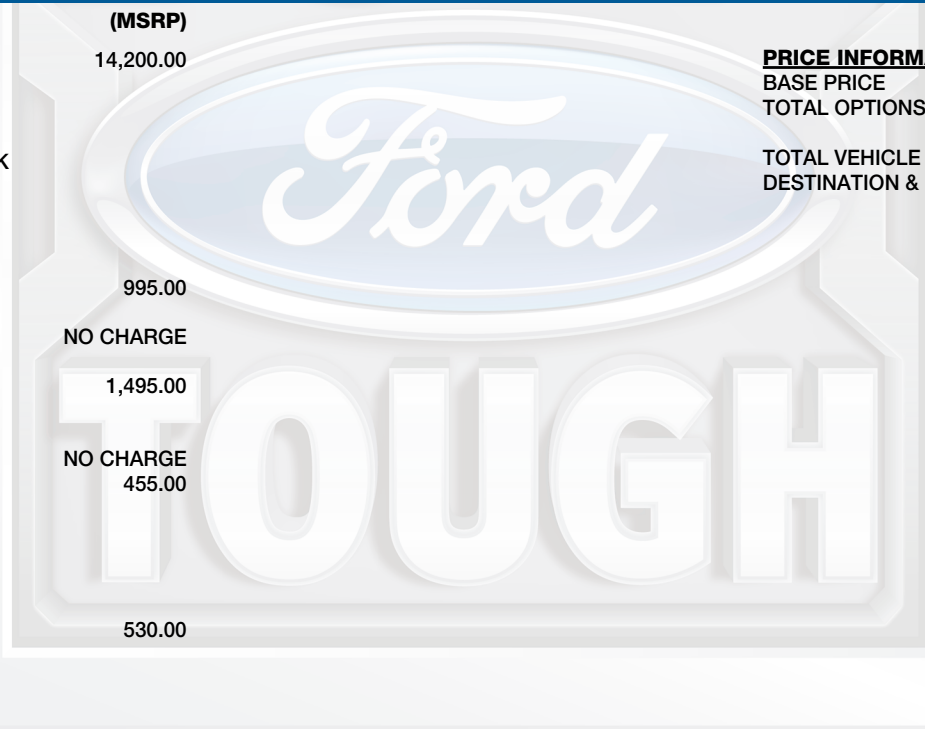 (MSRP)
14,200.00
K
995.00
NO CHARGE
1,495.00
NO CHARGE
455.00
530.00
PRICE INFORM
BASE PRICE
TOTAL OPTIONS
TOTAL VEHICLE
DESTINATION &
Ford
TOUGH